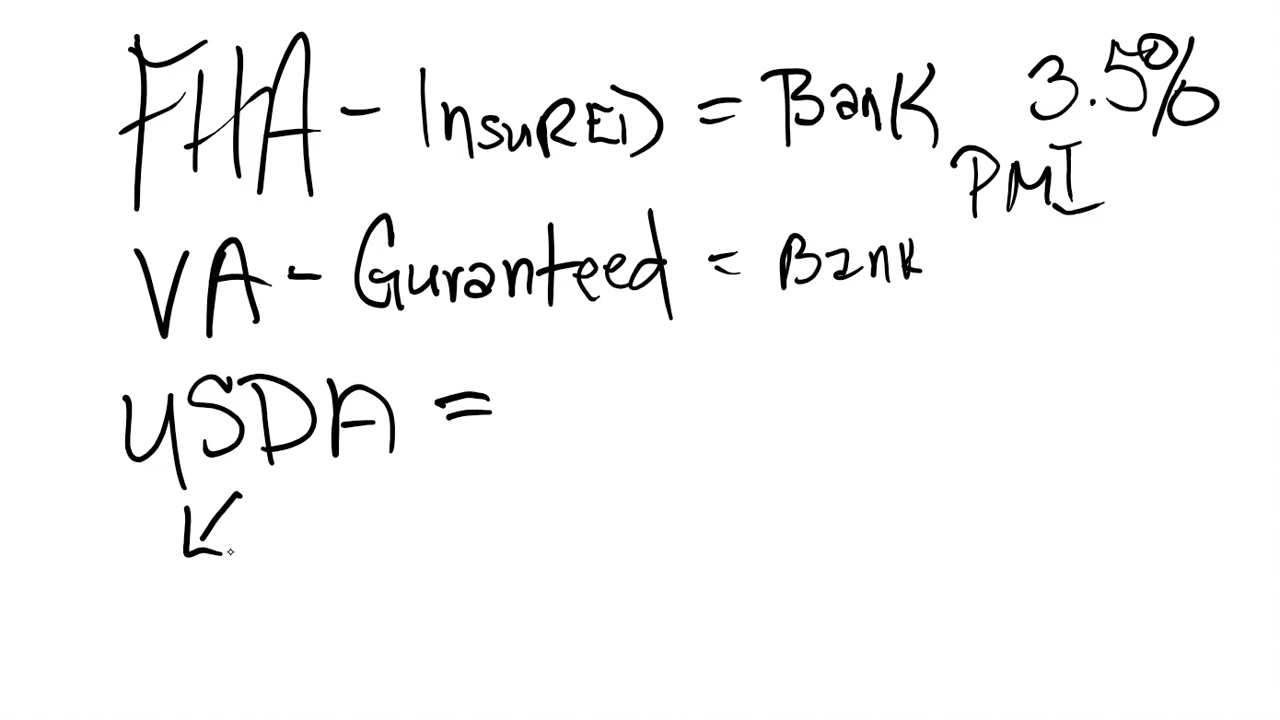 FHA - InsuRED = BanK 3.5%
PMI
VA - Guranteed = Bank
USDA =